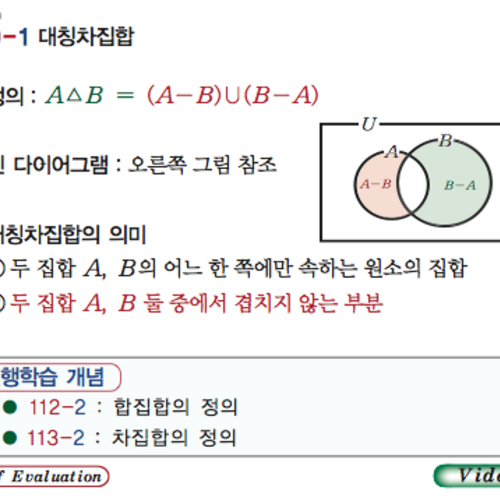 -1 대칭차집합
의 : A△B = (A−B)∪(B−A)
다이어그램 : 오른쪽 그림 참조
U
A
B
A−B
B−A
칭차집합의 의미
두 집합 A, B의 어느 한 쪽에만 속하는 원소의 집합
두 집합 A, B 둘 중에서 겹치지 않는 부분
행학습 개념
● 112-2 : 합집합의 정의
● 113-2 : 차집합의 정의
f Evaluation
Vide